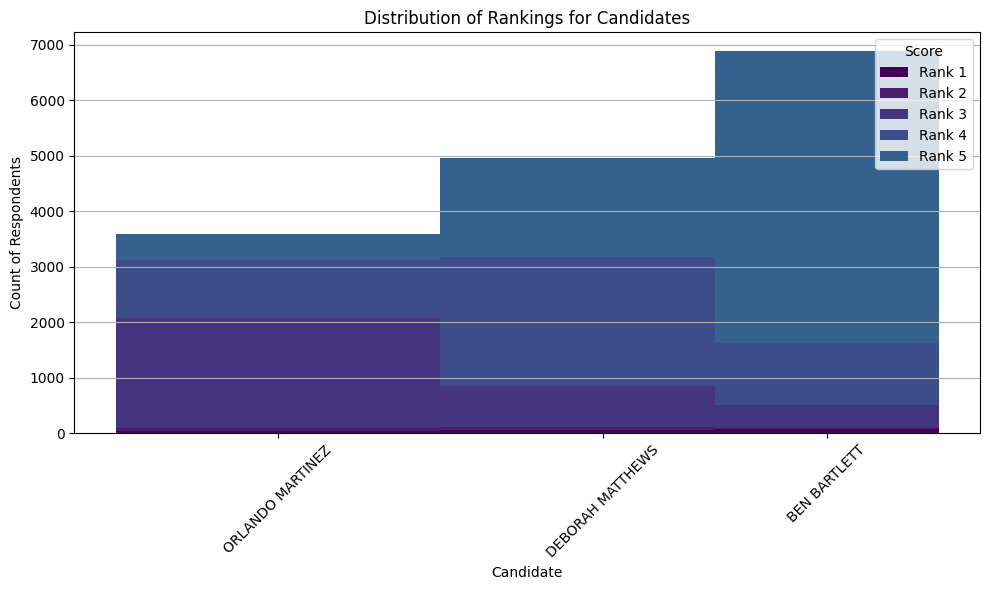 Distribution of Rankings for Candidates
Count of Respondents
7000
6000
5000
4000
3000
2000
1000
0
Score
Rank 1
Rank 2
Rank 3
Rank 4
Rank 5
ORLANDO MARTINEZ
DEBORAH MATTHEWS
BEN BARTLETT
Candidate